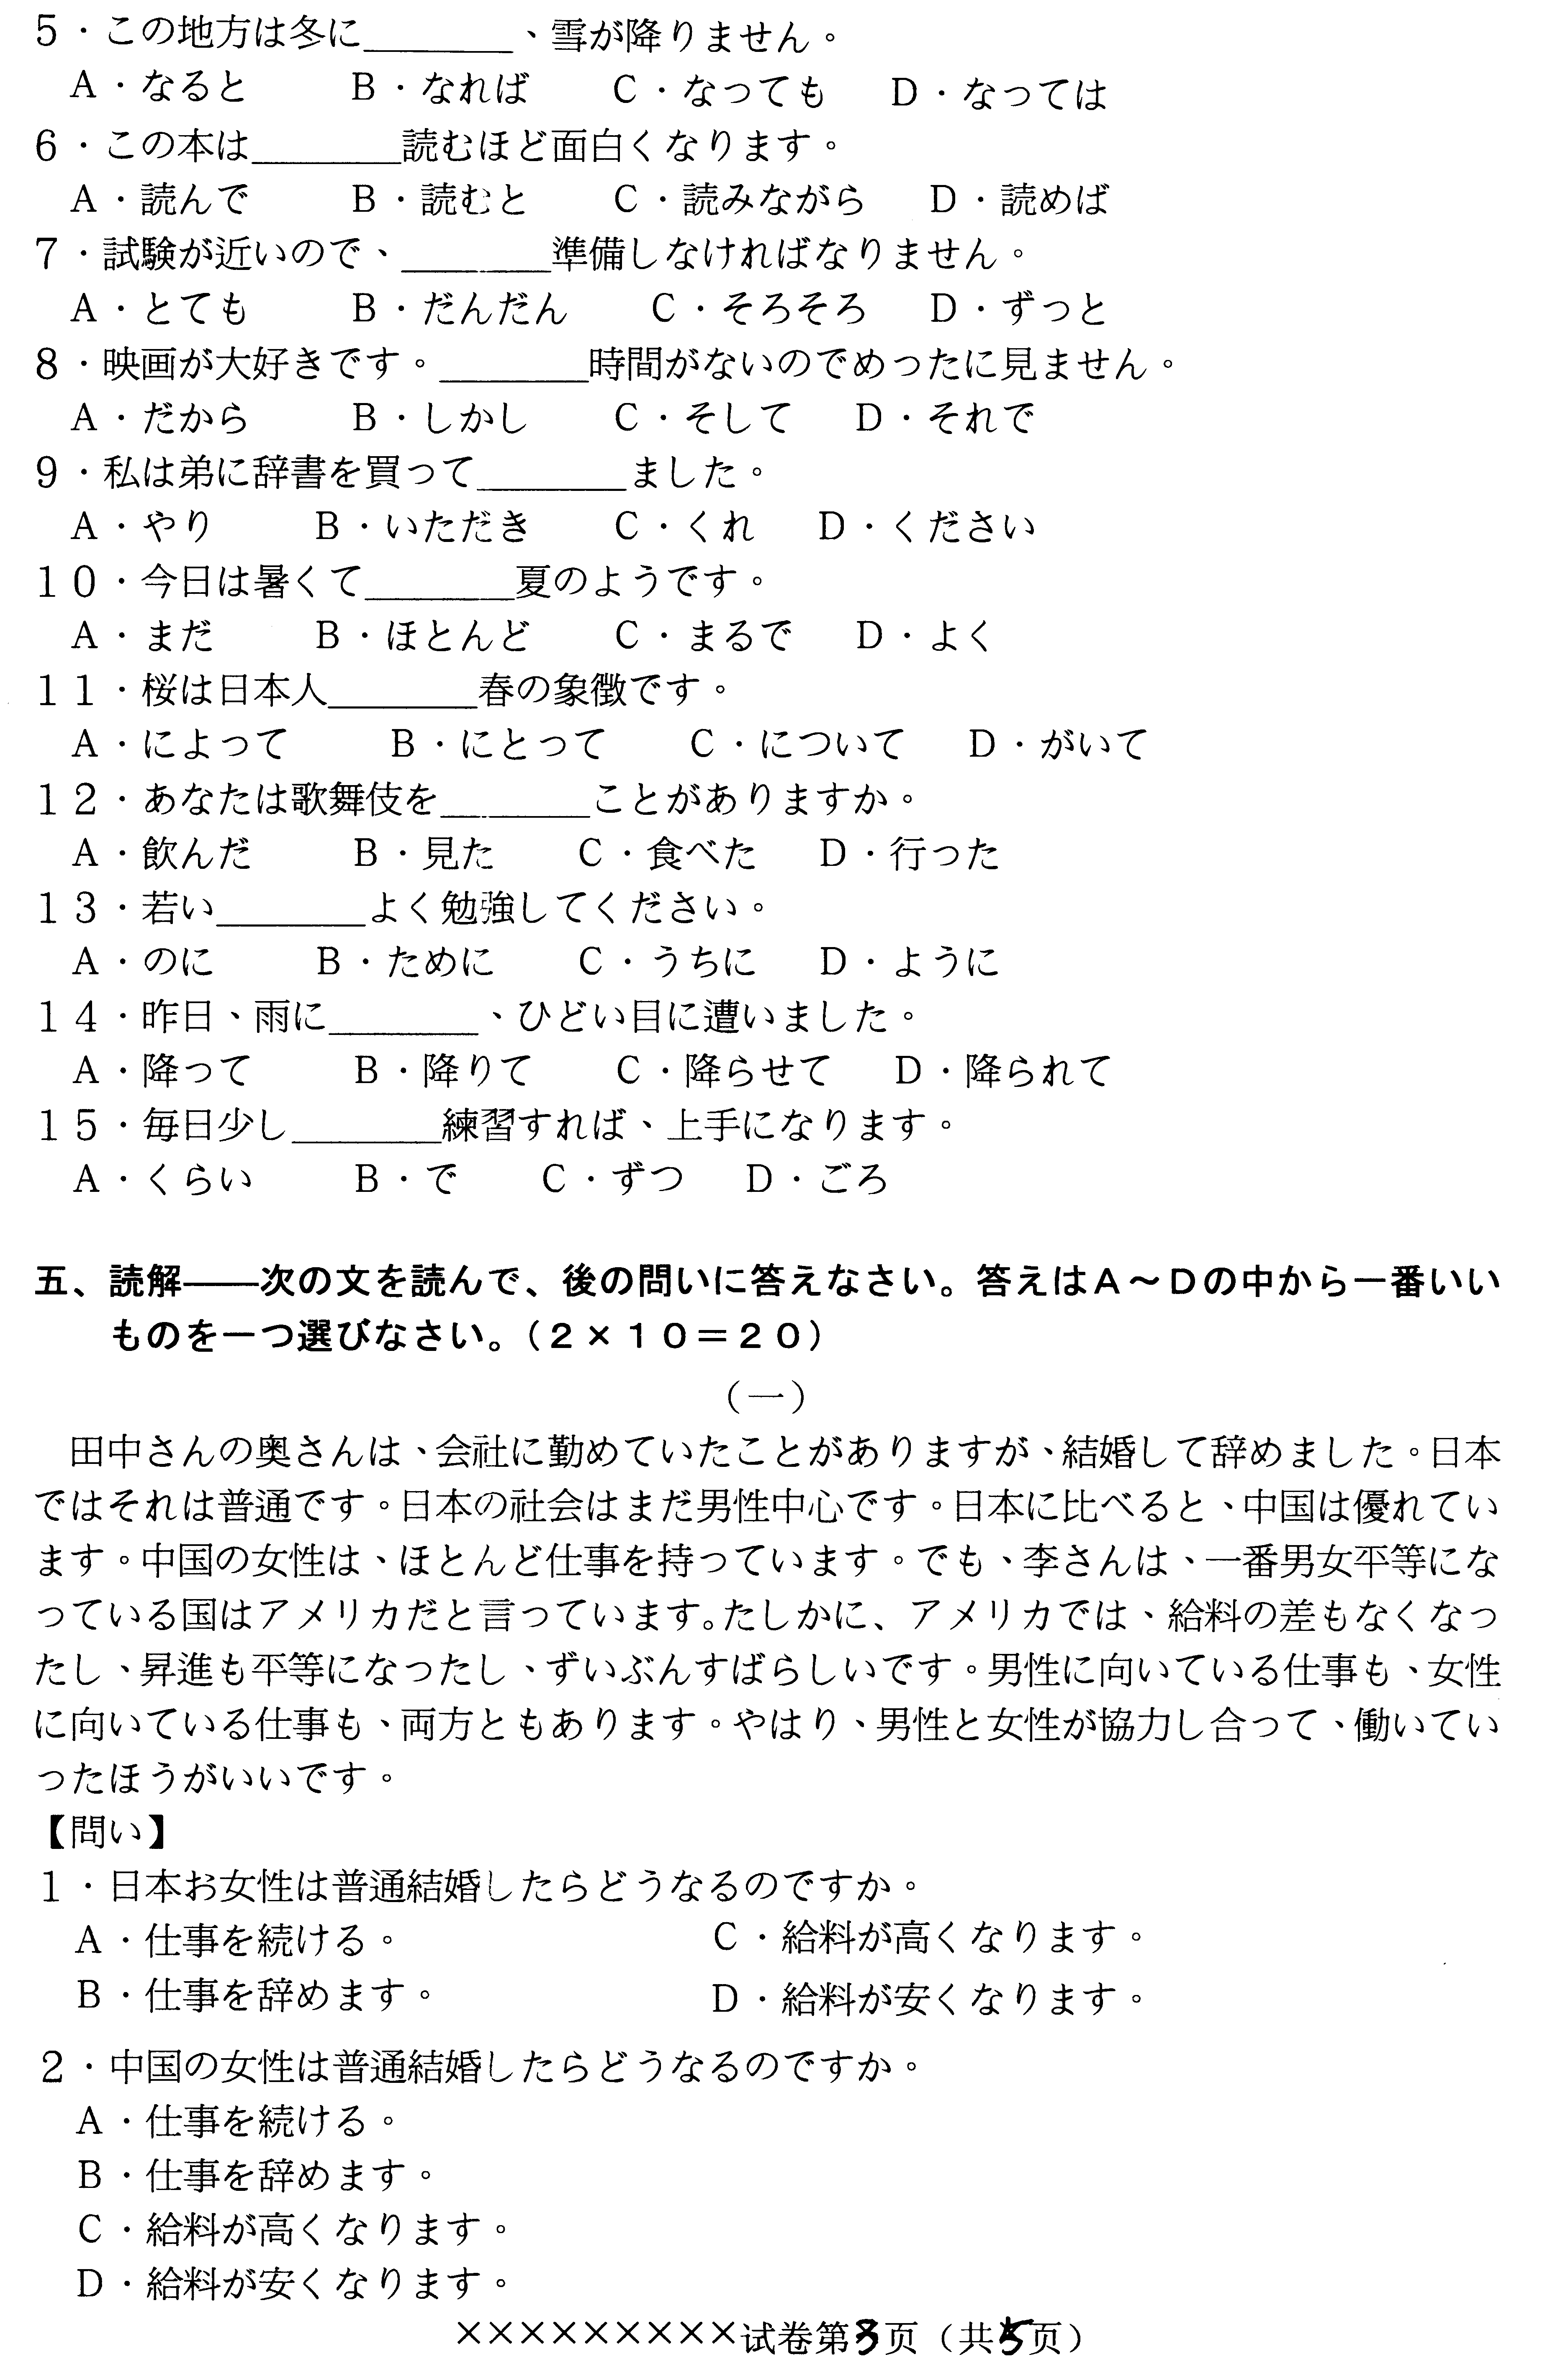 ５・この地方は冬に＿＿＿＿、雪が降りません。
Ａ・なると　Ｂ・なれば　Ｃ・なっても　Ｄ・なっては
６・この本は＿＿＿＿読むほど面白くなります。
Ａ・読んで　Ｂ・読むと　Ｃ・読みながら　Ｄ・読めば
７・試験が近いので、＿＿＿＿準備しなければなりません。
Ａ・とても　Ｂ・だんだん　Ｃ・そろそろ　Ｄ・ずっと
８・映画が大好きです。＿＿＿＿時間がないのでめったに見ません。
Ａ・だから　Ｂ・しかし　Ｃ・そして　Ｄ・それで
９・私は弟に辞書を買って＿＿＿＿ました。
Ａ・やり　Ｂ・いただき　Ｃ・くれ　Ｄ・ください
１０・今日は暑くて＿＿＿＿夏のようです。
Ａ・まだ　Ｂ・ほとんど　Ｃ・まるで　Ｄ・よく
１１・桜は日本人＿＿＿＿春の象徴です。
Ａ・によって　Ｂ・にとって　Ｃ・について　Ｄ・がいて
１２・あなたは歌舞伎を＿＿＿＿ことがありますか。
Ａ・飲んだ　Ｂ・見た　Ｃ・食べた　Ｄ・行った
１３・若い＿＿＿＿よく勉強してください。
Ａ・のに　Ｂ・ために　Ｃ・うちに　Ｄ・ように
１４・昨日、雨に＿＿＿＿、ひどい目に遭いました。
Ａ・降って　Ｂ・降りて　Ｃ・降らせて　Ｄ・降られて
１５・毎日少し＿＿＿＿練習すれば、上手になります。
Ａ・くらい　Ｂ・で　Ｃ・ずつ　Ｄ・ごろ
五、読解――次の文を読んで、後の問いに答えなさい。答えはＡ～Ｄの中から一番いい
ものを一つ選びなさい。（２×１０＝２０）
（一）
田中さんの奥さんは、会社に勤めていたことがありますが、結婚して辞めました。日本
ではそれは普通です。日本の社会はまだ男性中心です。日本に比べると、中国は優れてい
ます。中国の女性は、ほとんど仕事を持っています。でも、李さんは、一番男女平等にな
っている国はアメリカだと言っています。たしかに、アメリカでは、給料の差もなくなっ
たし、昇進も平等になったし、ずいぶんすばらしいです。男性に向いている仕事も、女性
に向いている仕事も、両方ともあります。やはり、男性と女性が協力し合って、働いてい
ったほうがいいです。
【問い】
１・日本お女性は普通結婚したらどうなるのですか。
Ａ・仕事を続ける。　Ｃ・給料が高くなります。
Ｂ・仕事を辞めます。　Ｄ・給料が安くなります。
２・中国の女性は普通結婚したらどうなるのですか。
Ａ・仕事を続ける。
Ｂ・仕事を辞めます。
Ｃ・給料が高くなります。
Ｄ・給料が安くなります。
×××××××××试卷第3页（共5页）